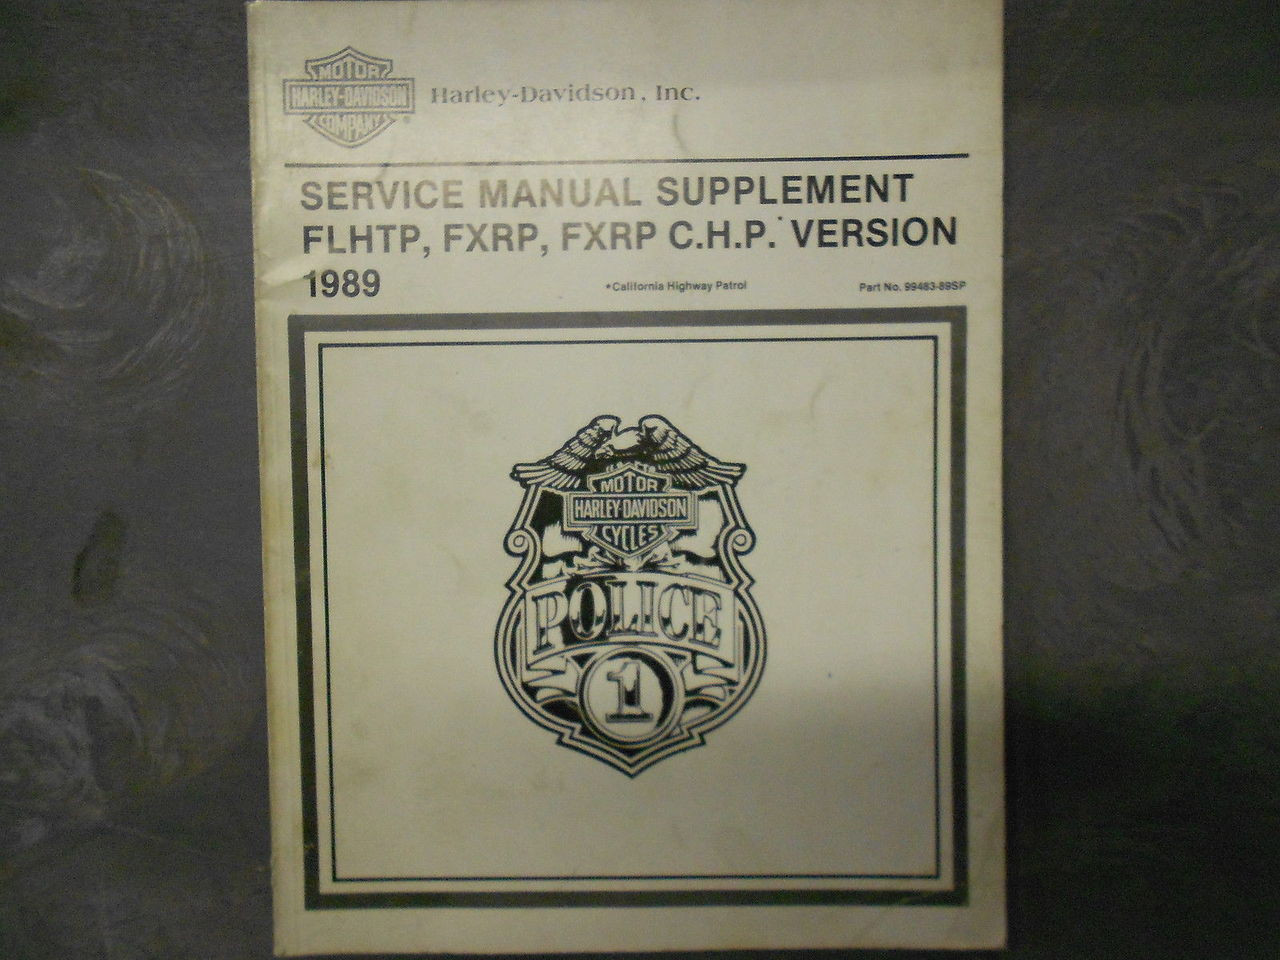 MOTOR
HARLEY-DAVIDSON
COMPANY
®
Harley-Davidson, Inc.
SERVICE MANUAL SUPPLEMENT
FLHTP, FXRP, FXRP C.H.P.* VERSION
1989
*California Highway Patrol
Part No. 99483-89SP
MOTOR
HARLEY-DAVIDSON
CYCLES
POLICE
1